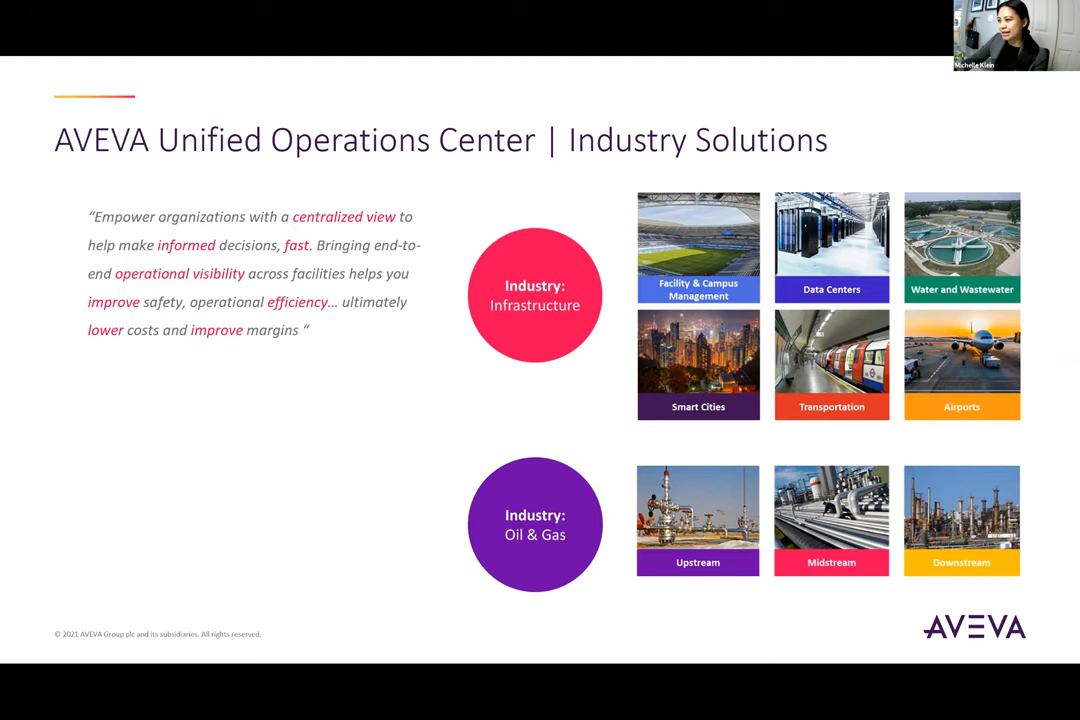 Michelle Klein
AVEVA Unified Operations Center | Industry Solutions
“Empower organizations with a centralized view to
help make informed decisions, fast. Bringing end-to-
end operational visibility across facilities helps you
improve safety, operational efficiency... ultimately
lower costs and improve margins “
Industry:
Infrastructure
Facility & Campus
Management
Data Centers
Water and Wastewater
Smart Cities
Transportation
Airports
Industry:
Oil & Gas
Upstream
Midstream
Downstream
© 2021 AVEVA Group plc and its subsidiaries. All rights reserved.
AVEVA